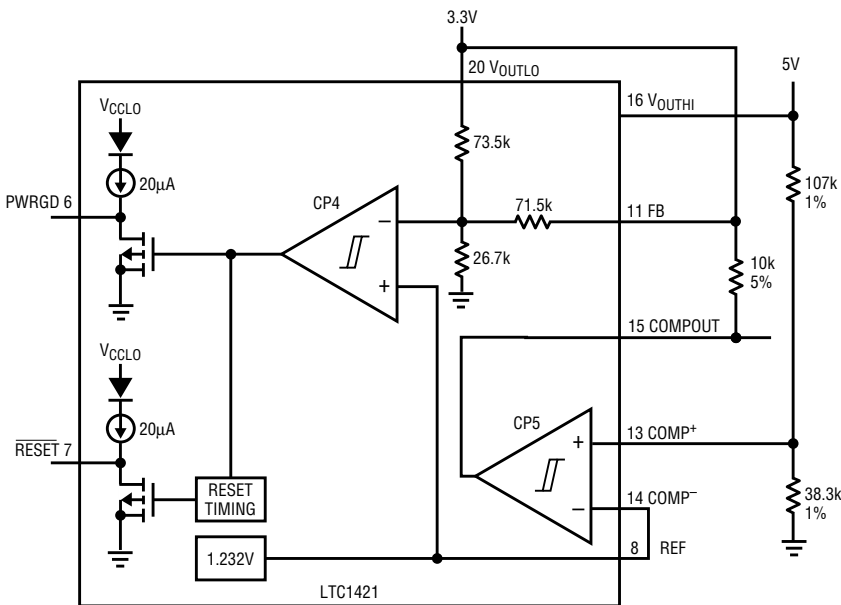 3.3V
5V
20 VOUTLO
16 VOUTHI
VCCLO
73.5k
20µA
107k
1%
PWRGD 6
CP4
71.5k
11 FB
−
26.7k
10k
5%
+
15 COMPOUT
VCCLO
20µA
CP5
RESET 7
+
13 COMP+
RESET
TIMING
−
14 COMP−
38.3k
1%
1.232V
8 REF
LTC1421